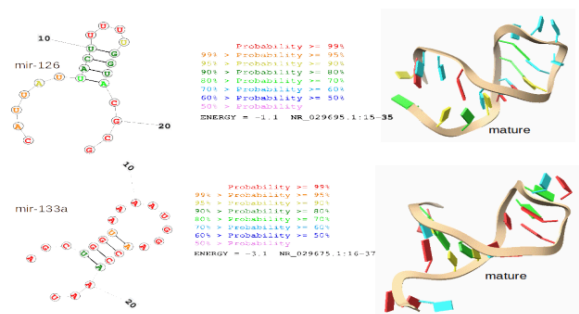 10
mir-126
20
Probability >= 99%
99% > Probability >= 95%
95% > Probability >= 90%
90% > Probability >= 80%
80% > Probability >= 70%
70% > Probability >= 60%
60% > Probability >= 50%
50% > Probability
ENERGY = -1.1 NR_029695.1:15-35
mature
10
mir-133a
20
Probability >= 99%
99% > Probability >= 95%
95% > Probability >= 90%
90% > Probability >= 80%
80% > Probability >= 70%
70% > Probability >= 60%
60% > Probability >= 50%
50% > Probability
ENERGY = -3.1 NR_029675.1:16-37
mature